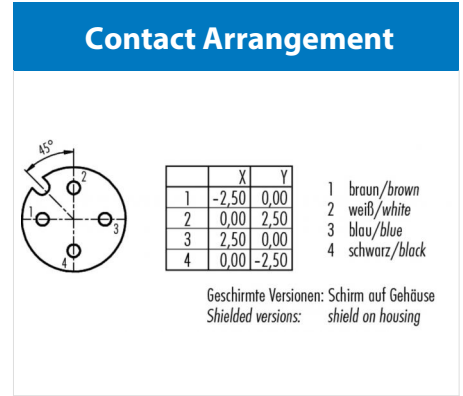 Contact Arrangement
45°
2
1
3
4
X Y
1 -2,50 0,00
2 0,00 2,50
3 2,50 0,00
4 0,00 -2,50
1 braun/brown
2 weiß/white
3 blau/blue
4 schwarz/black
Geschirmte Versionen: Schirm auf Gehäuse
Shielded versions: shield on housing